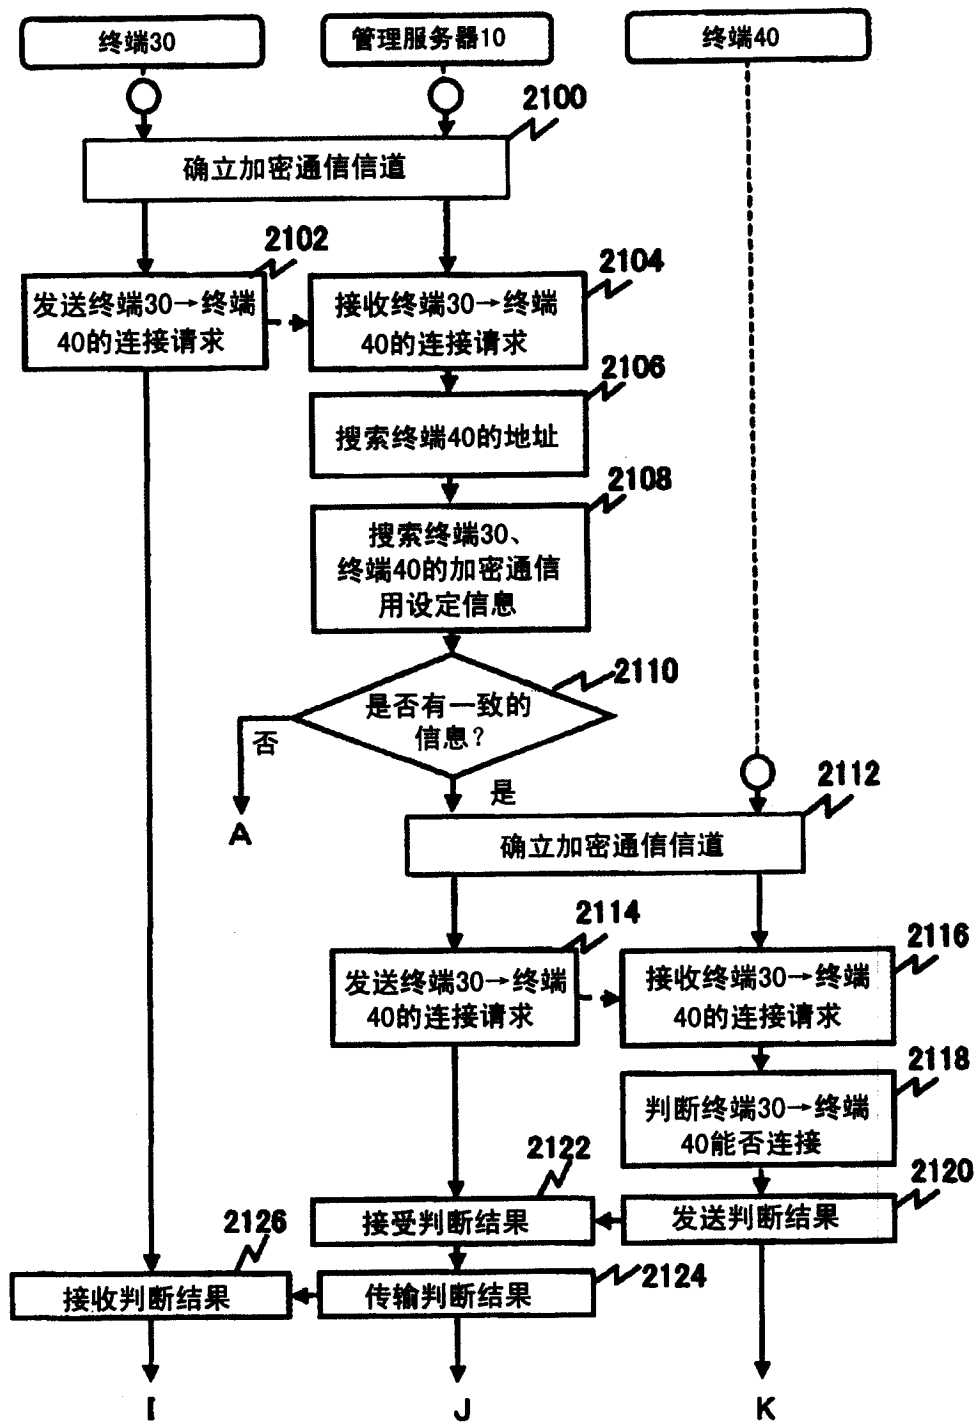 终端30
管理服务器10
终端40
2100
确立加密通信信道
2102
发送终端30→终端
40的连接请求
2104
接收终端30→终端
40的连接请求
2106
搜索终端40的地址
2108
搜索终端30、
终端40的加密通信
用设定信息
2110
是否有一致的
信息?
否
A
是
2112
确立加密通信信道
2114
发送终端30→终端
40的连接请求
2116
接收终端30→终端
40的连接请求
2118
判断终端30→终端
40能否连接
2120
发送判断结果
2122
接受判断结果
2124
传输判断结果
2126
接收判断结果
I
J
K